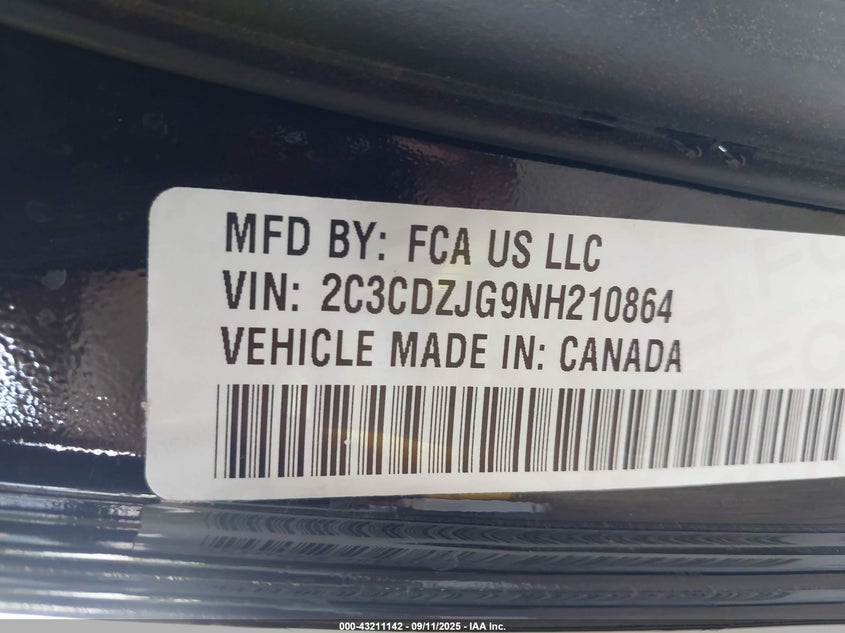 MFD BY: FCA US LLC
VIN: 2C3CDZJG9NH210864
VEHICLE MADE IN: CANADA
000-43211142 - 09/11/2025 - IAA Inc.